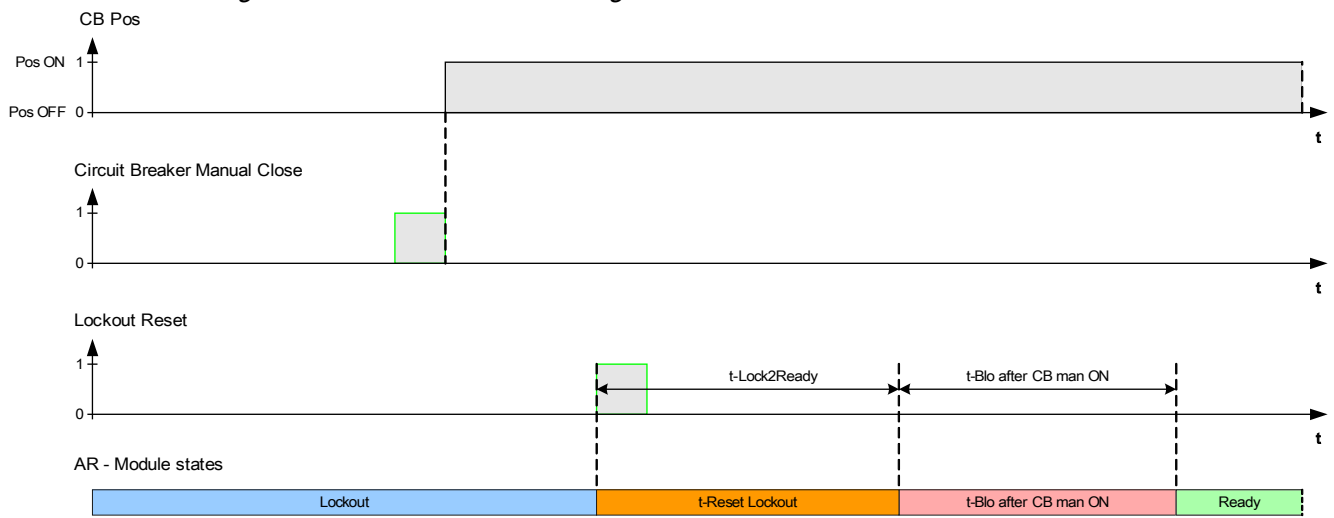 CB Pos
Pos ON 1
Pos OFF 0
t
Circuit Breaker Manual Close
1
0
t
Lockout Reset
1
t-Lock2Ready t-Blo after CB man ON
0
t
AR - Module states
Lockout t-Reset Lockout t-Blo after CB man ON Ready